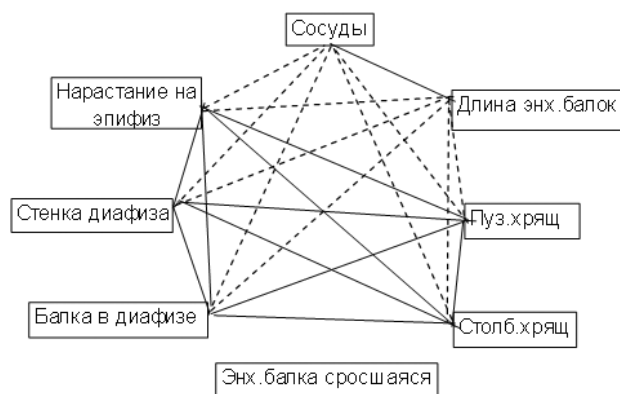 Сосуды
Нарастание на
эпифиз
Длина энх.балок
Стенка диафиза
Пуз.хрящ
Балка в диафизе
Столб.хрящ
Энх.балка сросшаяся